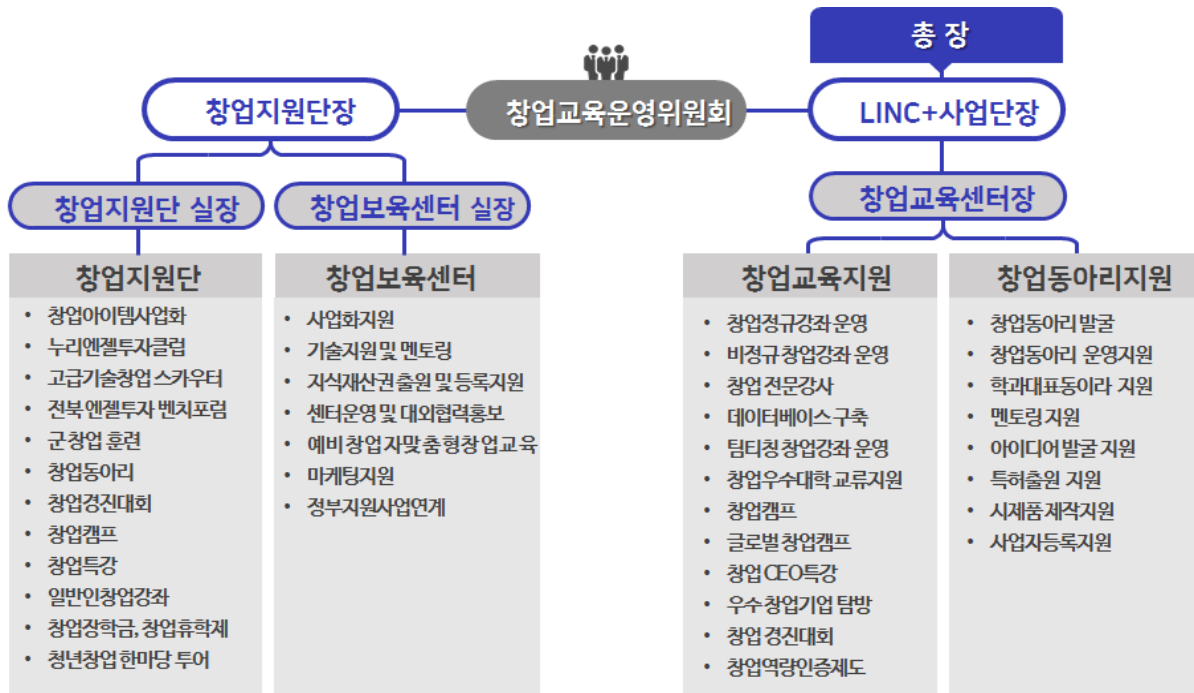 총 장
창업지원단장
창업교육운영위원회
LINC+사업단장
창업지원단 실장
창업보육센터 실장
창업교육센터장
창업지원단
• 창업아이템사업화
• 누리엔젤투자클럽
• 고급기술창업 스카우터
• 전북 엔젤투자 벤치포럼
• 군 창업 훈련
• 창업동아리
• 창업경진대회
• 창업캠프
• 창업특강
• 일반인창업강좌
• 창업장학금, 창업휴학제
• 청년창업 한마당 투어
창업보육센터
• 사업화지원
• 기술지원 및 멘토링
• 지식재산권 출원 및 등록지원
• 센터운영 및 대외협력홍보
• 예비 창업자맞춤형창업교육
• 마케팅지원
• 정부지원사업연계
창업교육지원
• 창업정규강좌 운영
• 비정규 창업강좌 운영
• 창업 전문강사
• 데이터베이스 구축
• 팀티칭 창업강좌 운영
• 창업우수대학 교류지원
• 창업캠프
• 글로벌 창업캠프
• 창업 CEO특강
• 우수 창업기업 탐방
• 창업 경진대회
• 창업역량인증제도
창업동아리지원
• 창업동아리 발굴
• 창업동아리 운영지원
• 학과대표동이라 지원
• 멘토링 지원
• 아이디어 발굴 지원
• 특허출원 지원
• 시제품 제작지원
• 사업자등록지원